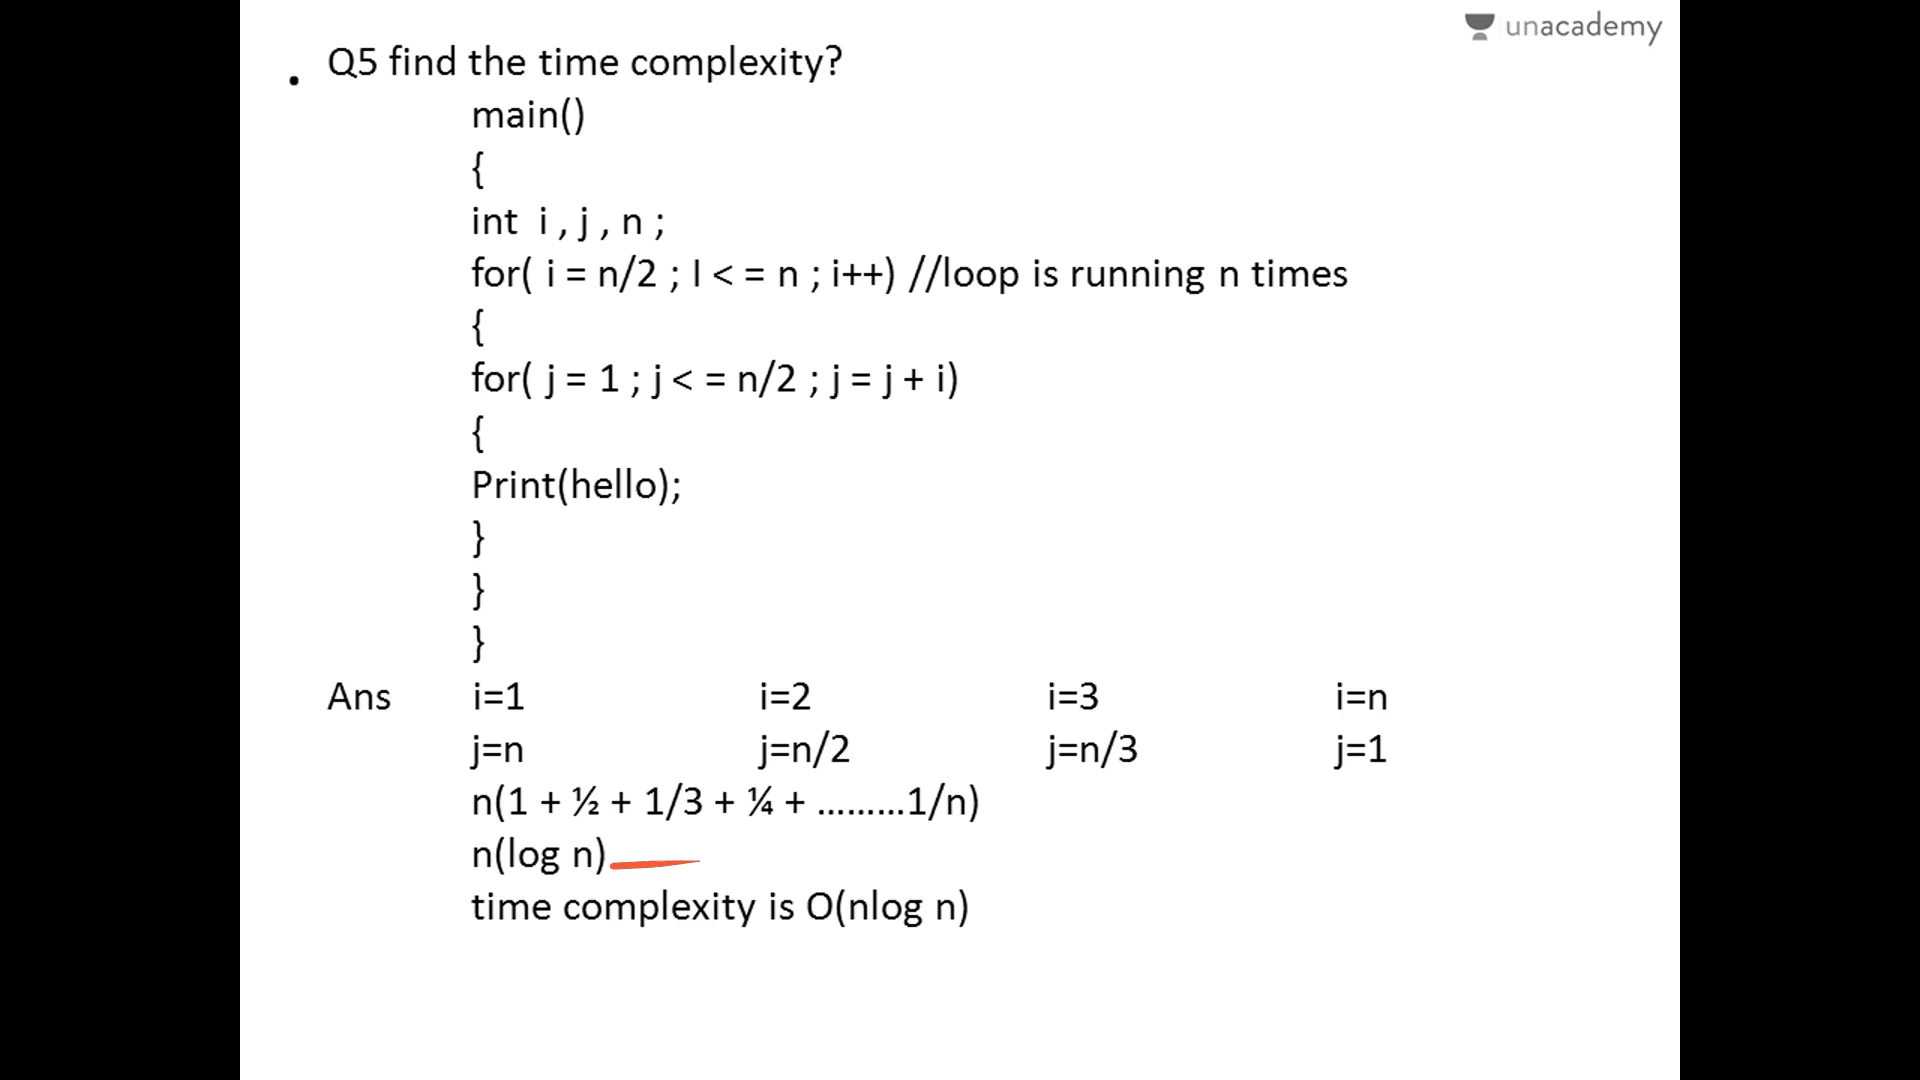 unacademy
• Q5 find the time complexity?
main()
{
int i , j , n ;
for( i = n/2 ; I < = n ; i++) //loop is running n times
{
for( j = 1 ; j < = n/2 ; j = j + i)
{
Print(hello);
}
}
}
Ans i=1 i=2 i=3 i=n
j=n j=n/2 j=n/3 j=1
n(1 + ½ + 1/3 + ¼ + .........1/n)
n(log n)
time complexity is O(nlog n)